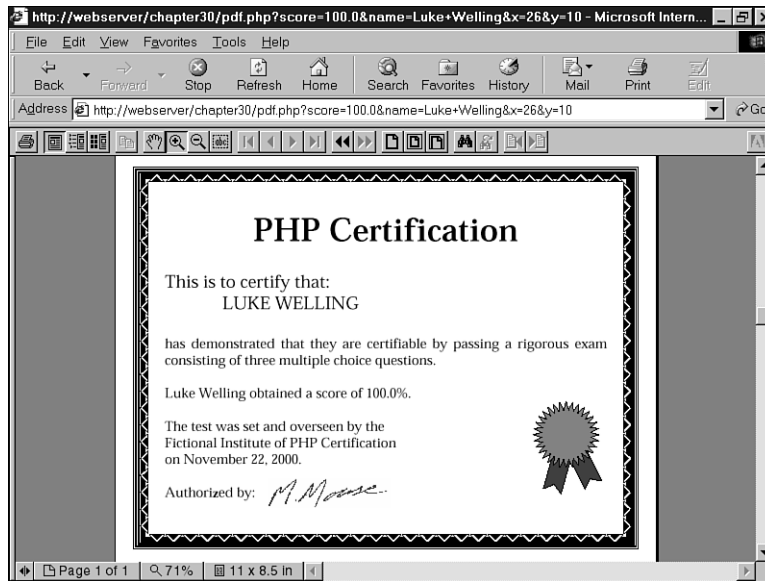 http://webserver/chapter30/pdf.php?score=100.0&name=Luke+Welling&x=26&y=10 - Microsoft Intern...
File Edit View Favorites Tools Help
Back Forward Stop Refresh Home Search Favorites History Mail Print Edit
Address http://webserver/chapter30/pdf.php?score=100.0&name=Luke+Welling&x=26&y=10 Go
PHP Certification
This is to certify that:
LUKE WELLING
has demonstrated that they are certifiable by passing a rigorous exam
consisting of three multiple choice questions.
Luke Welling obtained a score of 100.0%.
The test was set and overseen by the
Fictional Institute of PHP Certification
on November 22, 2000.
Authorized by: M. Mouse
Page 1 of 1 71% 11 x 8.5 in